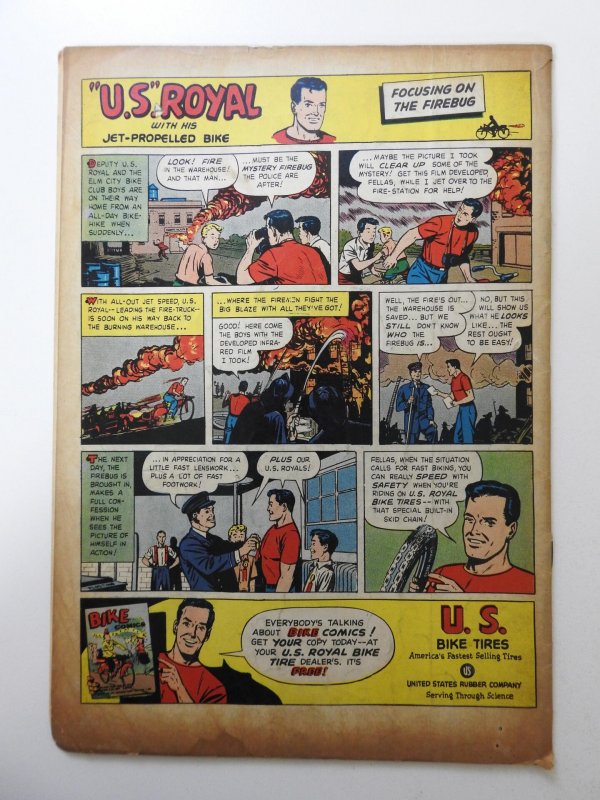 "U.S." ROYAL
WITH HIS
JET-PROPELLED BIKE
FOCUSING ON
THE FIREBUG
DEPUTY U.S.
ROYAL AND THE
ELM CITY BIKE
CLUB BOYS ARE
ON THEIR WAY
HOME FROM AN
ALL-DAY BIKE-
HIKE WHEN
SUDDENLY...
LOOK! FIRE
IN THE WAREHOUSE!
AND THAT MAN...
...MUST BE THE
MYSTERY FIREBUG
THE POLICE ARE
AFTER!
...MAYBE THE PICTURE I TOOK
WILL CLEAR UP SOME OF THE
MYSTERY! GET THIS FILM DEVELOPED,
FELLAS, WHILE I JET OVER TO THE
FIRE-STATION FOR HELP!
WITH ALL-OUT JET SPEED, U.S.
ROYAL--LEADING THE FIRE-TRUCK--
IS SOON ON HIS WAY BACK TO
THE BURNING WAREHOUSE...
...WHERE THE FIREMEN FIGHT THE
BIG BLAZE WITH ALL THEY'VE GOT!
GOOD! HERE COME
THE BOYS WITH THE
DEVELOPED INFRA-
RED FILM
I TOOK!
WELL, THE FIRE'S OUT...
THE WAREHOUSE IS
SAVED... BUT WE
STILL DON'T KNOW
WHO THE
FIREBUG IS...
NO, BUT THIS
WILL SHOW US
WHAT HE LOOKS
LIKE... THE
REST OUGHT
TO BE EASY!
THE NEXT
DAY, THE
FIREBUG IS
BROUGHT IN,
MAKES A
FULL CON-
FESSION
WHEN HE
SEES THE
PICTURE OF
HIMSELF IN
ACTION!
...IN APPRECIATION FOR A
LITTLE FAST LENSWORK...
PLUS A LOT OF FAST
FOOTWORK!
PLUS OUR
U.S. ROYALS!
FELLAS, WHEN THE SITUATION
CALLS FOR FAST BIKING, YOU
CAN REALLY SPEED WITH
SAFETY WHEN YOU'RE
RIDING ON U.S. ROYAL
BIKE TIRES--WITH
THAT SPECIAL BUILT-IN
SKID CHAIN!
BIKE
COMICS
EVERYBODY'S TALKING
ABOUT BIKE COMICS!
GET YOUR COPY TODAY--AT
YOUR U.S. ROYAL BIKE
TIRE DEALER'S. IT'S
FREE!
U.S.
BIKE TIRES
America's Fastest Selling Tires
US
UNITED STATES RUBBER COMPANY
Serving Through Science